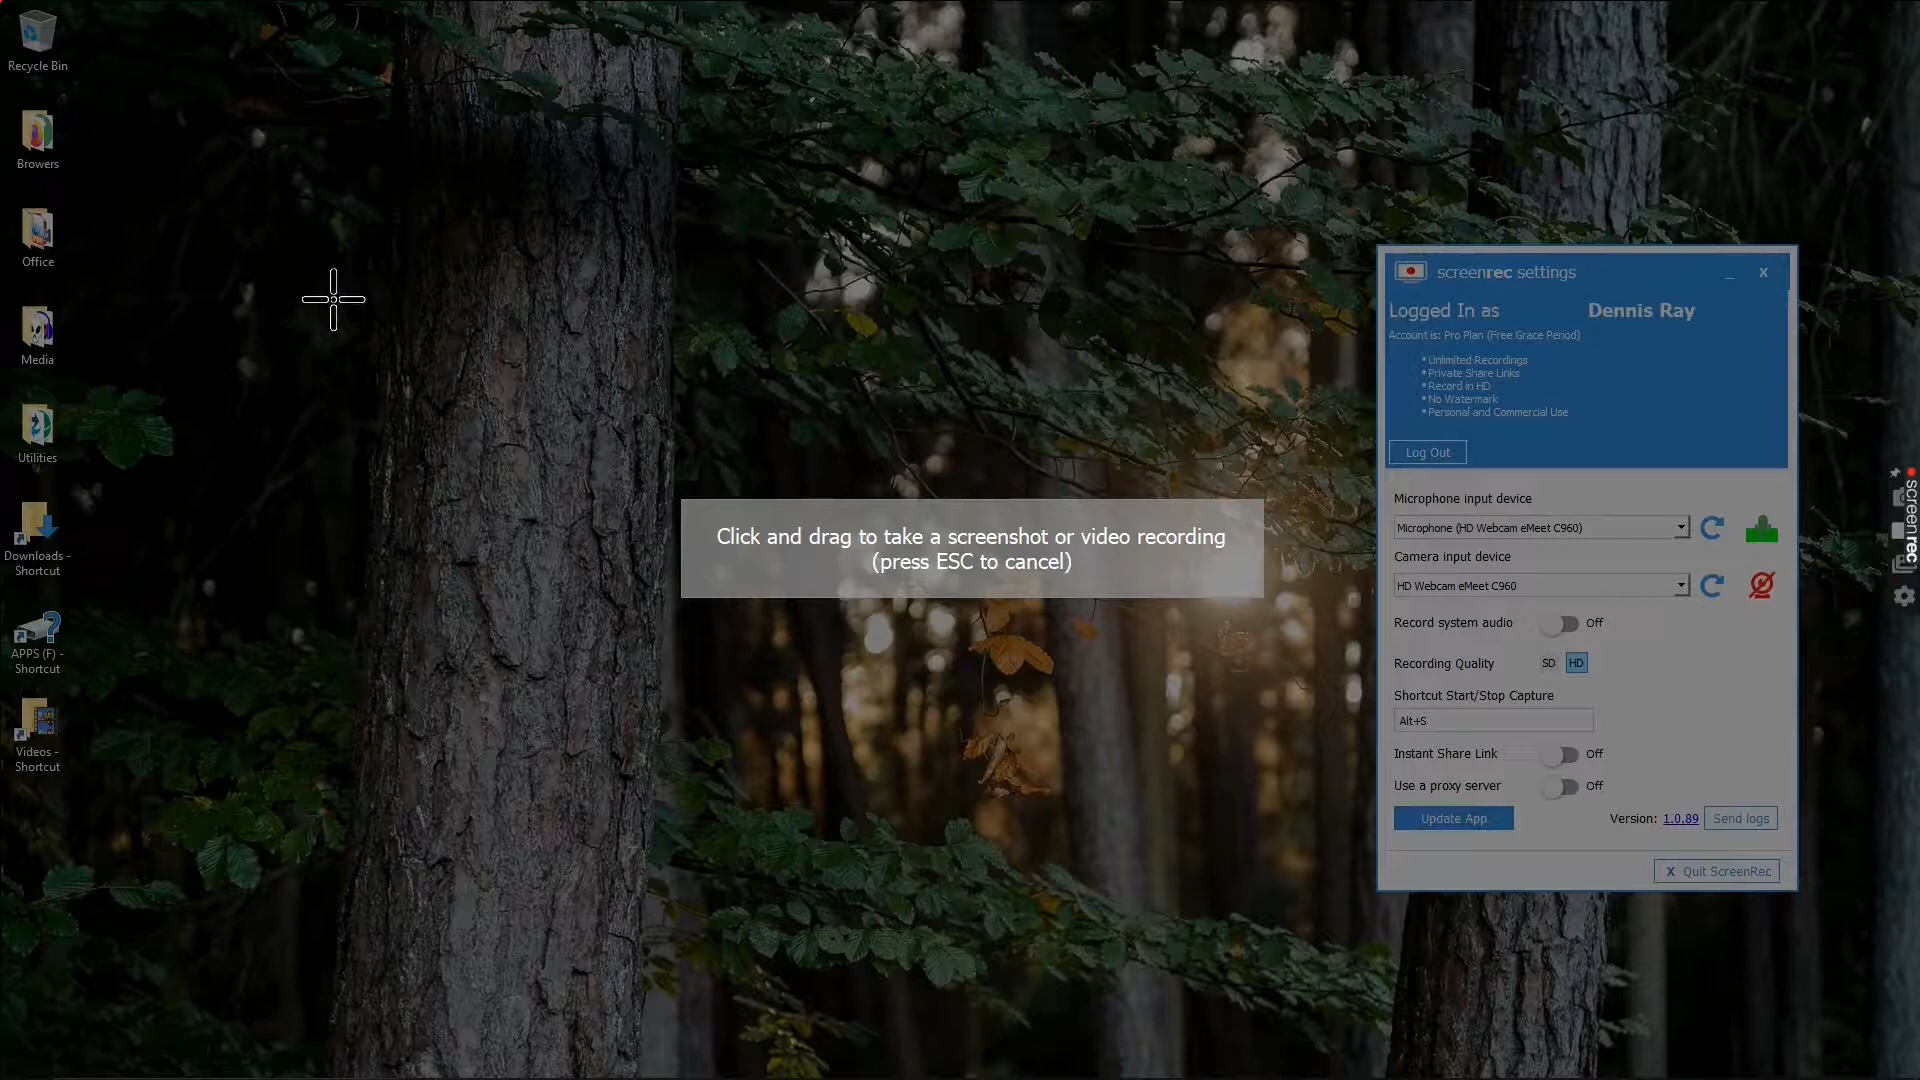 Recycle Bin
Browers
Office
Media
Utilities
Downloads -
Shortcut
APPS (F) -
Shortcut
Videos -
Shortcut
Click and drag to take a screenshot or video recording
(press ESC to cancel)
screenrec settings
_ X
Logged In as Dennis Ray
Account is: Pro Plan (Free Grace Period)
* Unlimited Recordings
* Private Share Links
* Record in HD
* No Watermark
* Personal and Commercial Use
Log Out
Microphone input device
Microphone (HD Webcam eMeet C960)
Camera input device
HD Webcam eMeet C960
Record system audio Off
Recording Quality SD HD
Shortcut Start/Stop Capture
Alt+S
Instant Share Link Off
Use a proxy server Off
Update App Version: 1.0.89 Send logs
X Quit ScreenRec
screenrec